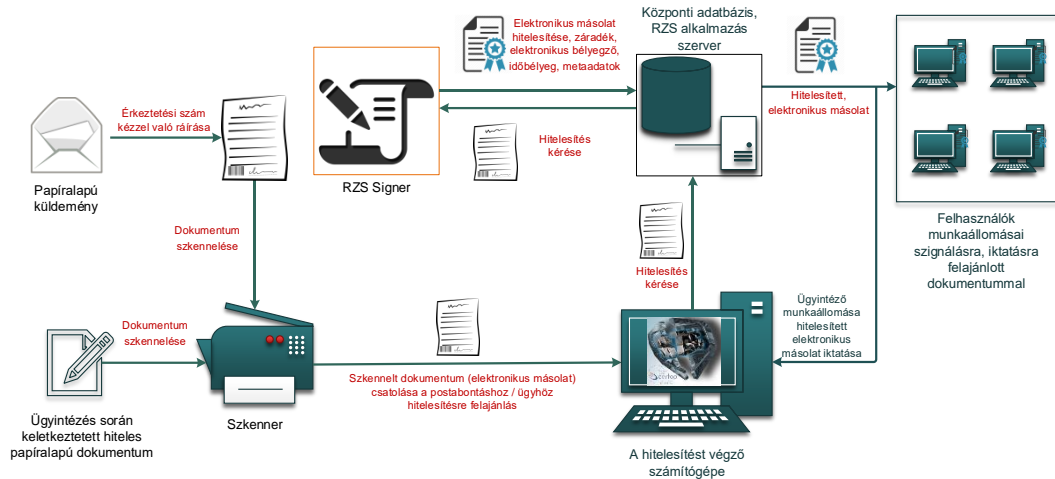 Elektronikus másolat
hitelesítése, záradék,
elektronikus bélyegző,
időbélyeg, metaadatok
Központi adatbázis,
RZS alkalmazás
szerver
Érkeztetési szám
kézzel való ráírása
Hitelesítés
kérése
Hitelesített,
elektronikus másolat
Papíralapú
küldemény
RZS Signer
Felhasználók
munkaállomásai
szignálásra, iktatásra
felajánlott
dokumentummal
Dokumentum
szkennelése
Hitelesítés
kérése
Ügyintéző
munkaállomása
hitelesített
elektronikus
másolat iktatása
Dokumentum
szkennelése
Szkennelt dokumentum (elektronikus másolat)
csatolása a postabontáshoz / ügyhöz
hitelesítésre felajánlás
Ügyintézés során
keletkeztetett hiteles
papíralapú dokumentum
Szkenner
A hitelesítést végző
számítógépe